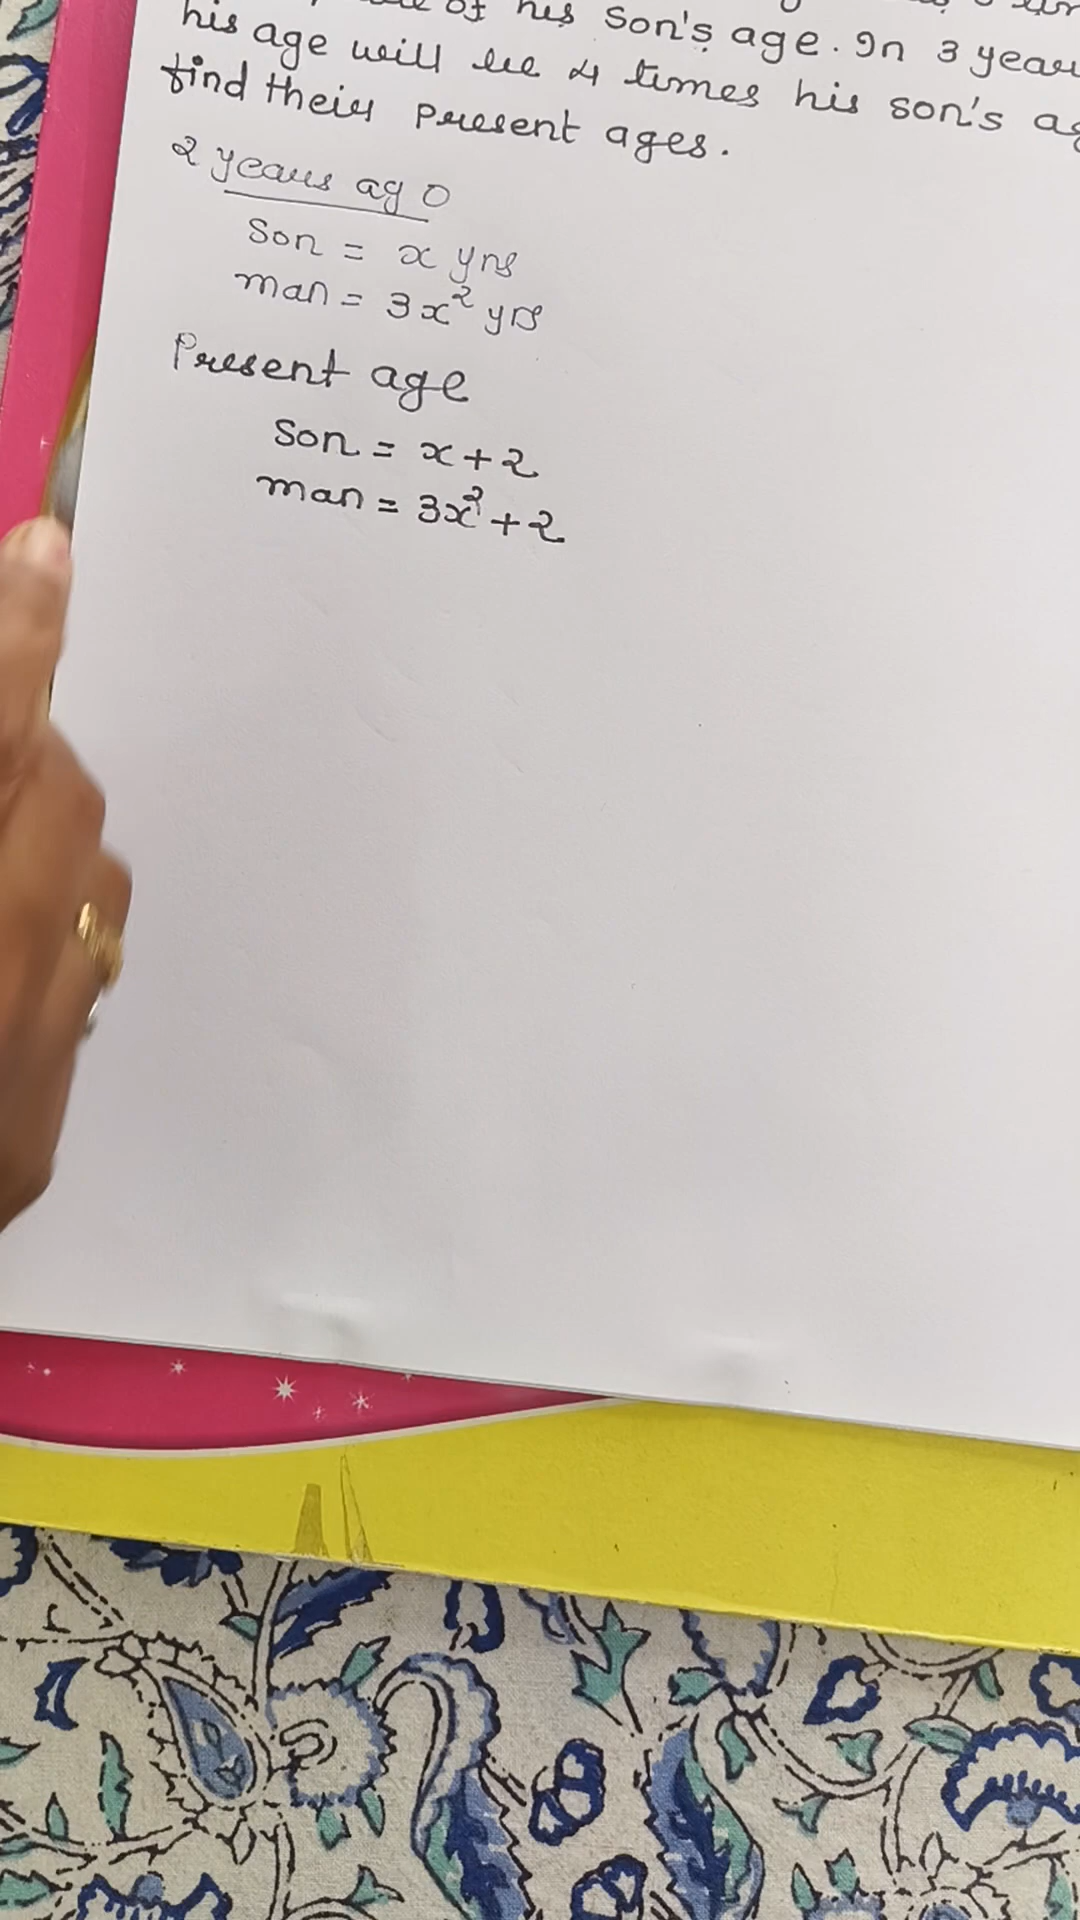 of his son's age. In 3 years
his age will be 4 times his son's ag
find their present ages.
2 years ago
Son = x yrs
man = 3x² yrs
Present age
Son = x+2
man = 3x²+2